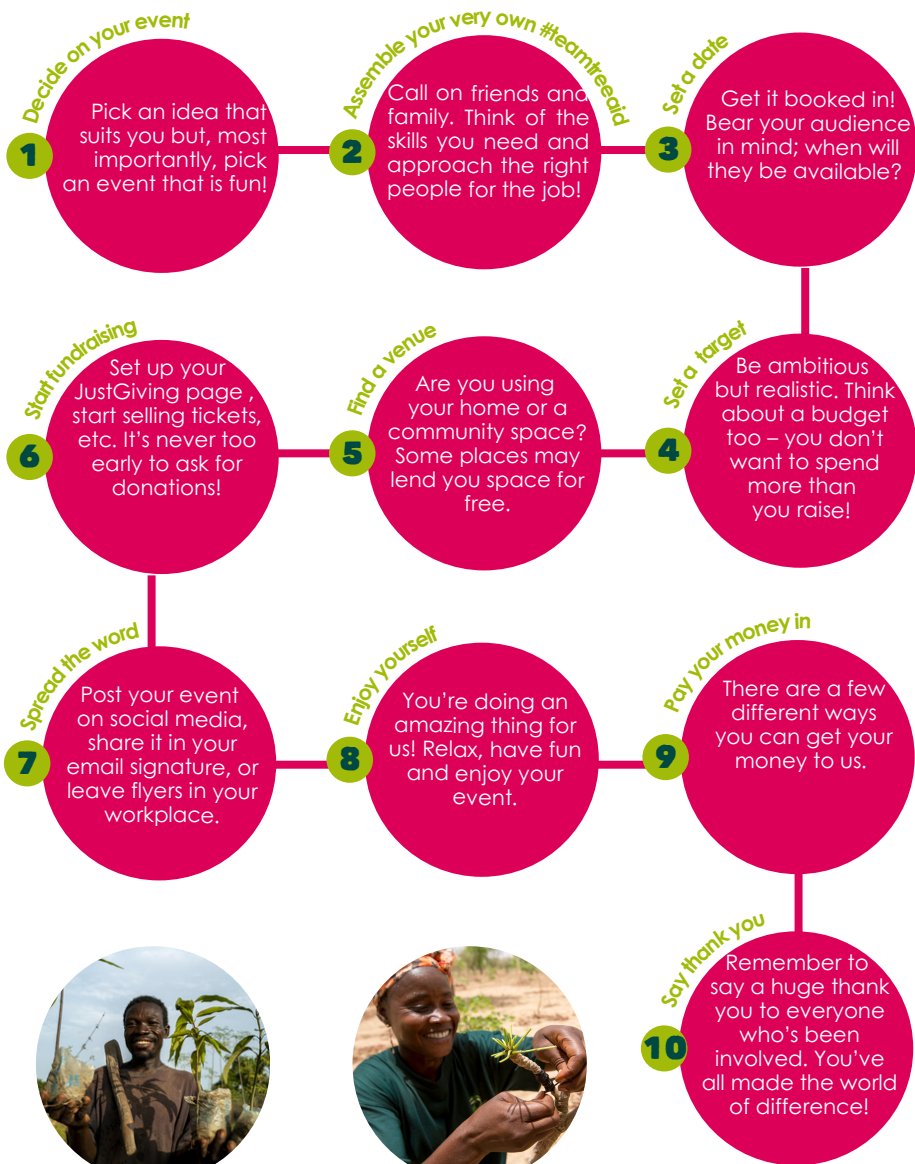 Decide on your event
1
Pick an idea that
suits you but, most
importantly, pick
an event that is fun!
Assemble your very own #teamtreeaid
2
Call on friends and
family. Think of the
skills you need and
approach the right
people for the job!
Set a date
3
Get it booked in!
Bear your audience
in mind; when will
they be available?
Set a target
4
Be ambitious
but realistic. Think
about a budget
too – you don't
want to spend
more than
you raise!
Find a venue
5
Are you using
your home or a
community space?
Some places may
lend you space for
free.
Start fundraising
6
Set up your
JustGiving page ,
start selling tickets,
etc. It's never too
early to ask for
donations!
Spread the word
7
Post your event
on social media,
share it in your
email signature, or
leave flyers in your
workplace.
Enjoy yourself
8
You're doing an
amazing thing for
us! Relax, have fun
and enjoy your
event.
Pay your money in
9
There are a few
different ways
you can get your
money to us.
Say thank you
10
Remember to
say a huge thank
you to everyone
who's been
involved. You've
all made the world
of difference!